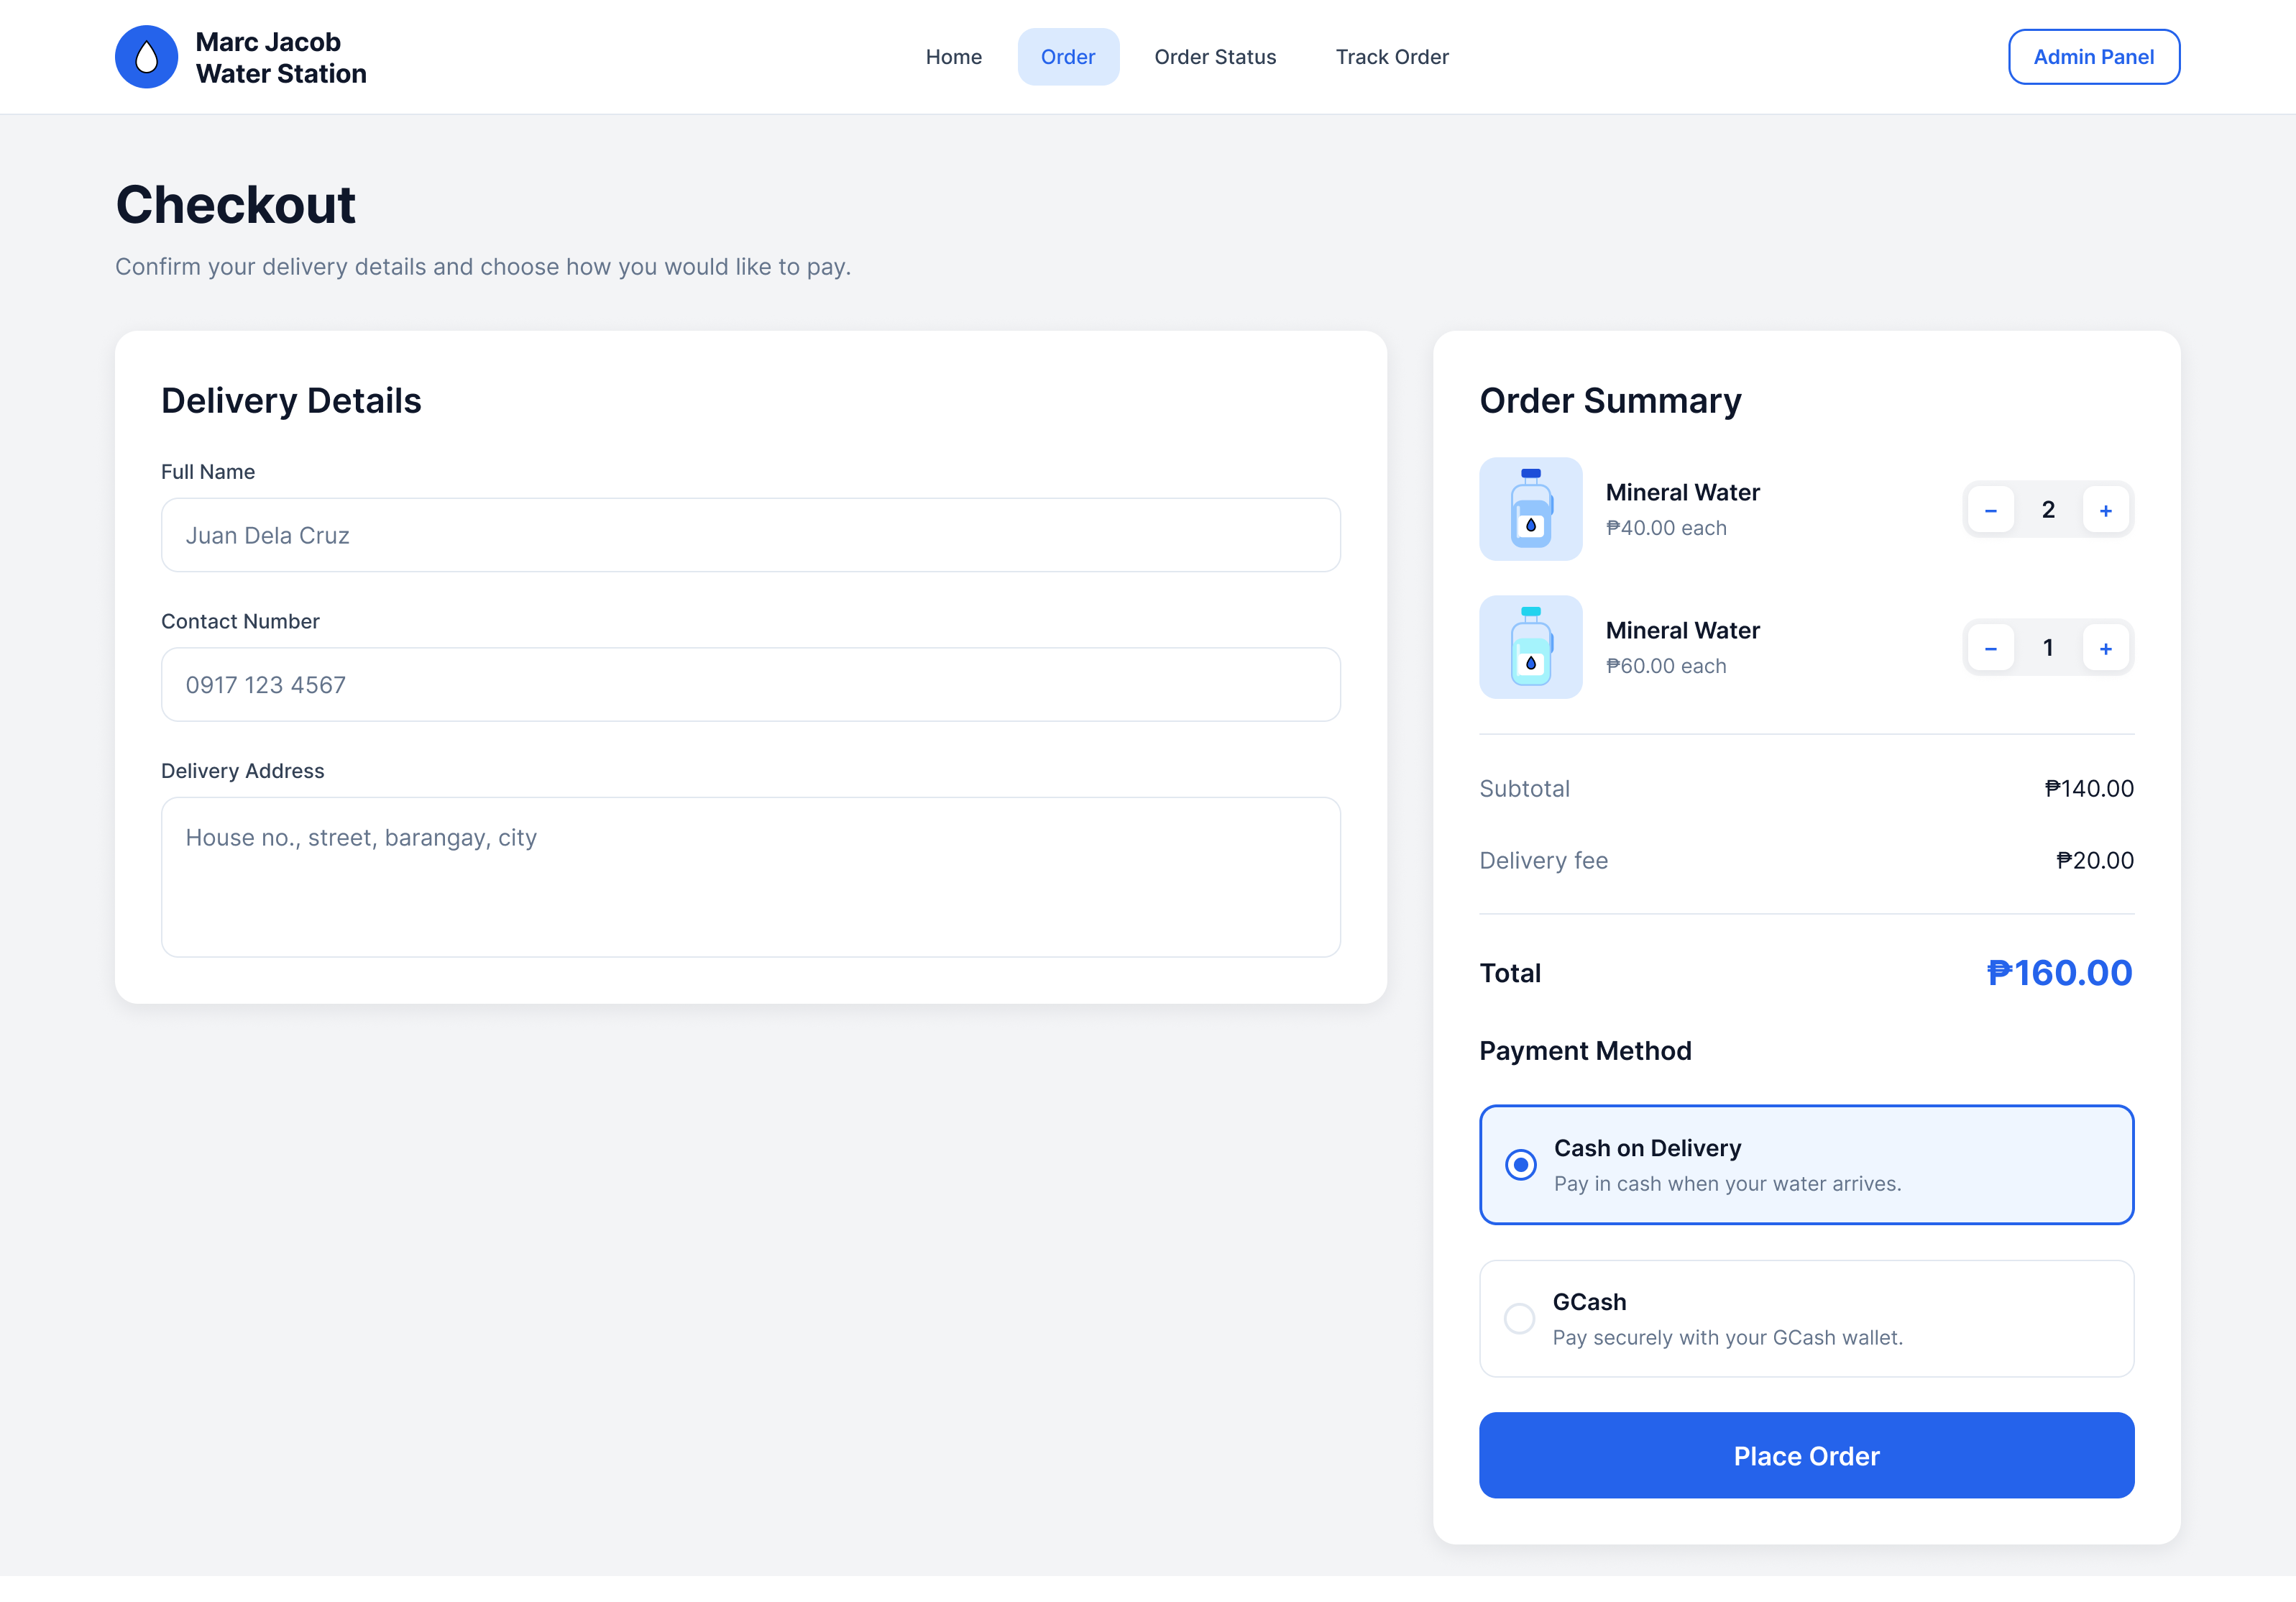 Marc Jacob
Water Station
Home
Order
Order Status
Track Order
Admin Panel
Checkout
Confirm your delivery details and choose how you would like to pay.
Delivery Details
Full Name
Juan Dela Cruz
Contact Number
0917 123 4567
Delivery Address
House no., street, barangay, city
Order Summary
Mineral Water
₱40.00 each
− 2 +
Mineral Water
₱60.00 each
− 1 +
Subtotal ₱140.00
Delivery fee ₱20.00
Total ₱160.00
Payment Method
Cash on Delivery
Pay in cash when your water arrives.
GCash
Pay securely with your GCash wallet.
Place Order